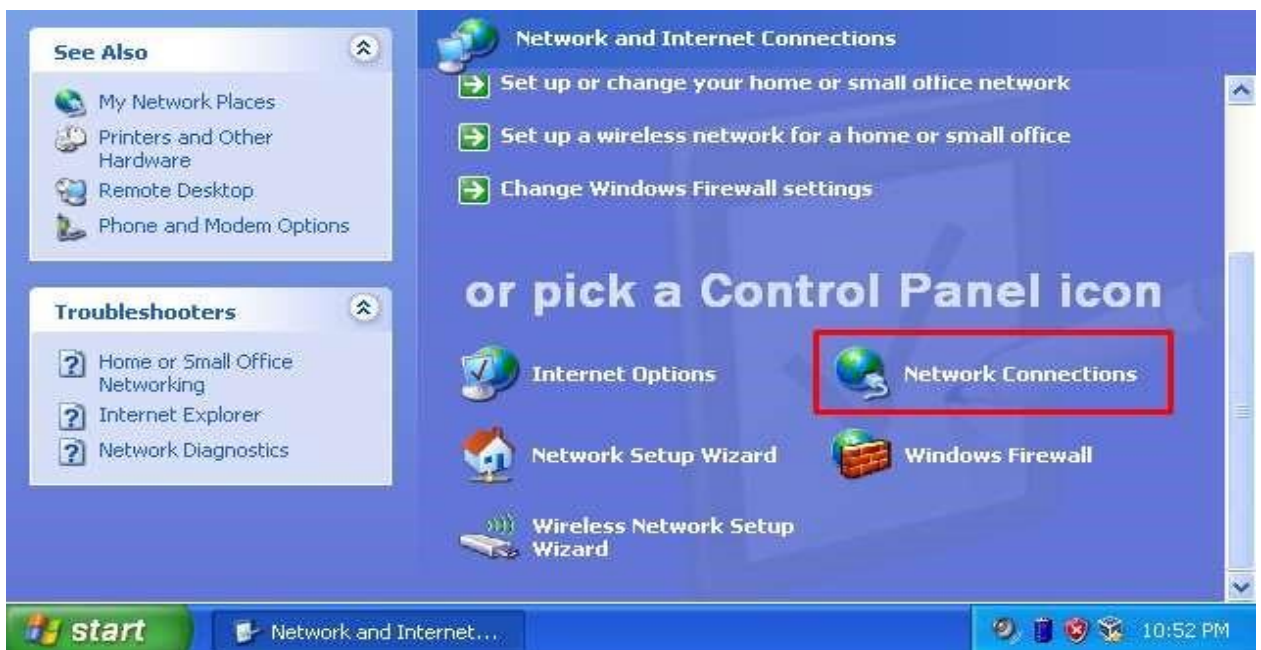 See Also
My Network Places
Printers and Other
Hardware
Remote Desktop
Phone and Modem Options
Troubleshooters
Home or Small Office
Networking
Internet Explorer
Network Diagnostics
Network and Internet Connections
Set up or change your home or small office network
Set up a wireless network for a home or small office
Change Windows Firewall settings
or pick a Control Panel icon
Internet Options
Network Connections
Network Setup Wizard
Windows Firewall
Wireless Network Setup
Wizard
start
Network and Internet...
10:52 PM